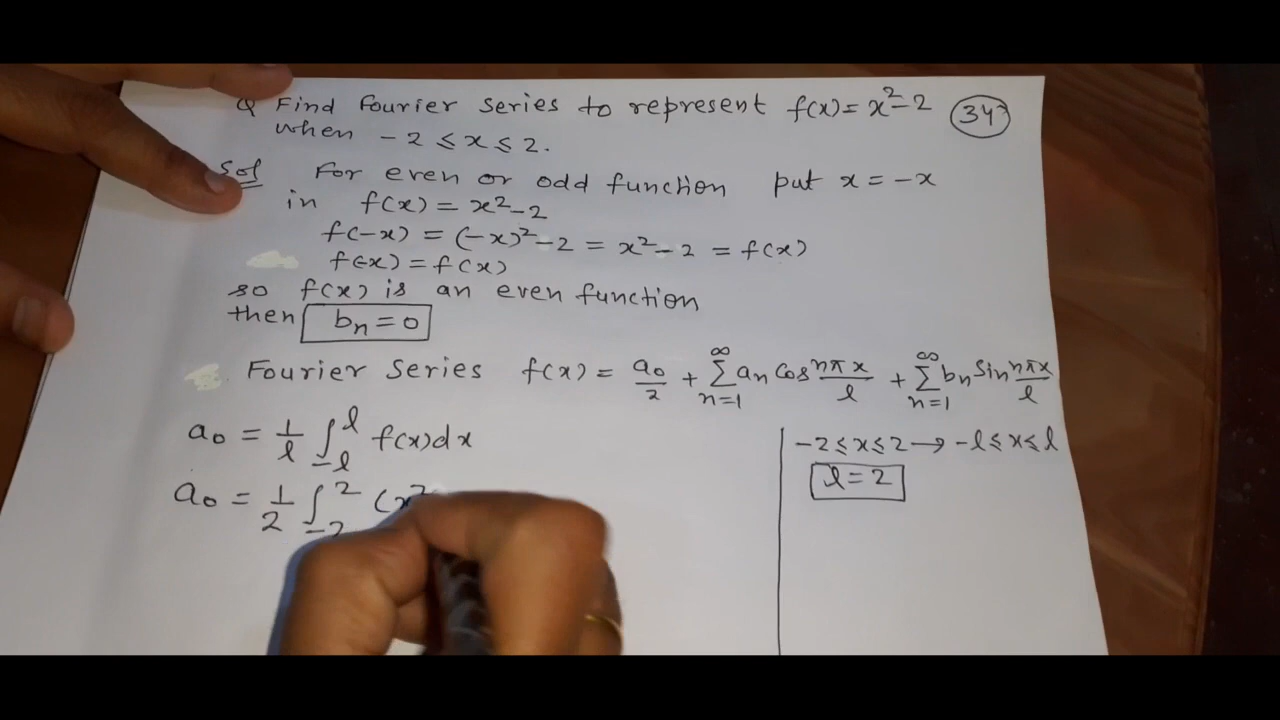 Q Find Fourier Series to represent f(x) = x²-2 (34)
when -2 ≤ x ≤ 2.
Sol For even or odd function put x = -x
in f(x) = x²-2
f(-x) = (-x)²-2 = x²-2 = f(x)
f(-x) = f(x)
so f(x) is an even function
then bn = 0
Fourier Series f(x) = a₀/2 + ∑_{n=1}^{∞} an Cos nπx/l + ∑_{n=1}^{∞} bn Sin nπx/l
a₀ = 1/l ∫_{-l}^{l} f(x)dx
a₀ = 1/2 ∫_{-2}^{2} (x²
-2 ≤ x ≤ 2 → -l ≤ x ≤ l
l = 2